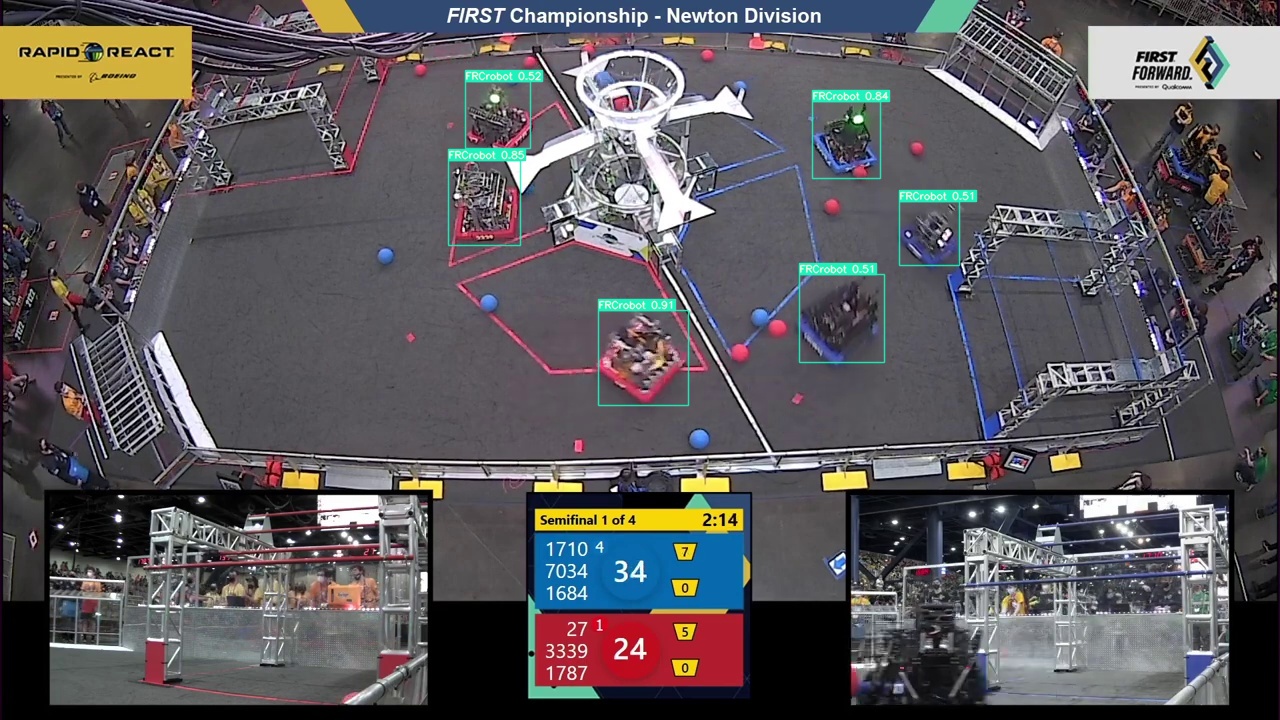 FIRST Championship - Newton Division
RAPID REACT
PRESENTED BY BOEING
FIRST
FORWARD
PRESENTED BY Qualcomm
FRCrobot 0.52
FRCrobot 0.84
FRCrobot 0.85
FRCrobot 0.51
FRCrobot 0.51
FRCrobot 0.91
Semifinal 1 of 4 2:14
1710 4 7
7034 34
1684 0
27 1 5
3339 24
1787 0